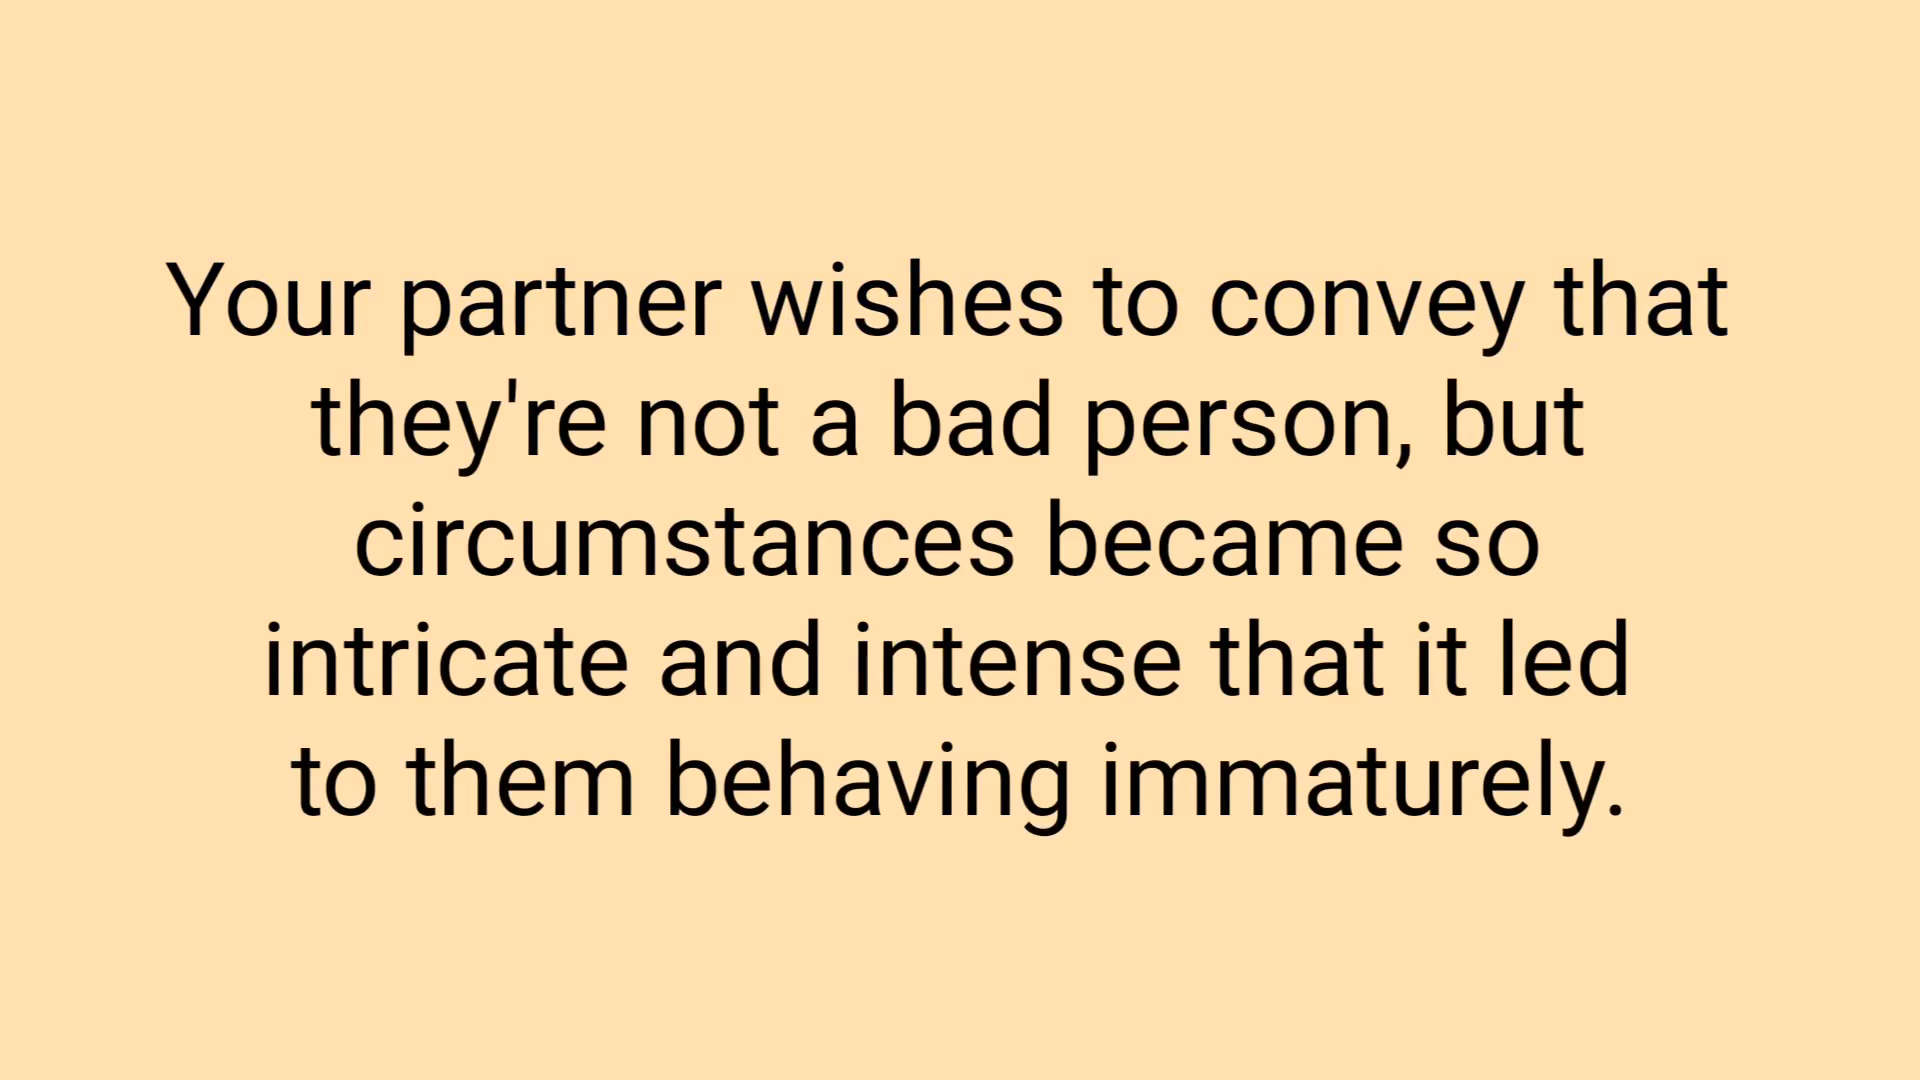 Your partner wishes to convey that
they're not a bad person, but
circumstances became so
intricate and intense that it led
to them behaving immaturely.